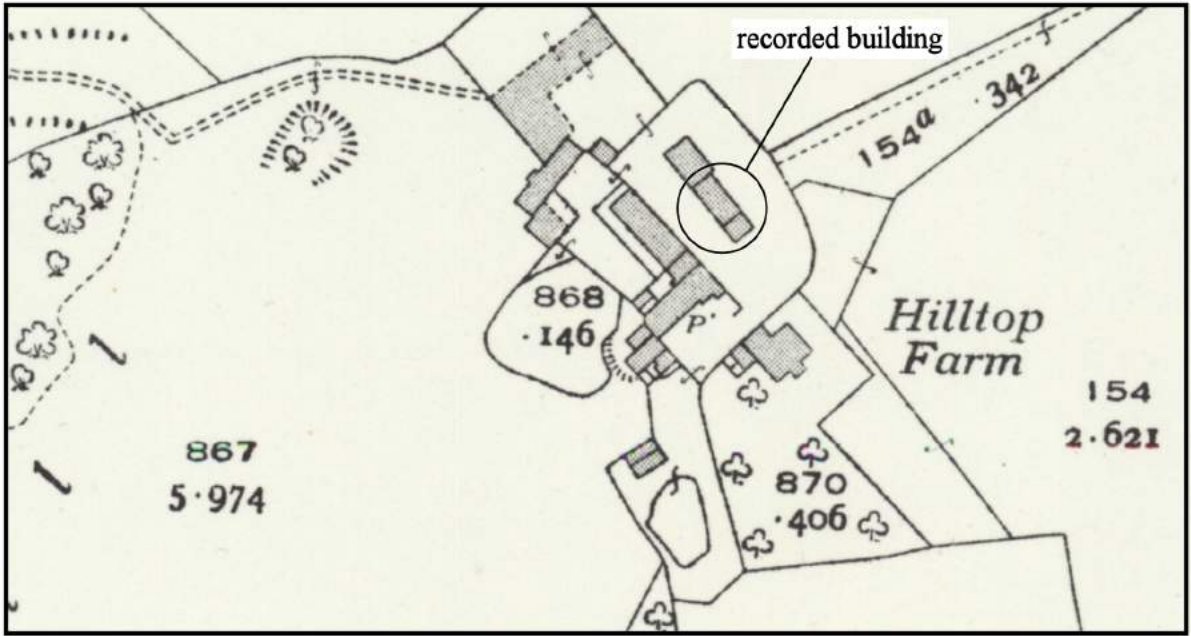 recorded building
154a .342
868
.146
P.
Hilltop
Farm
154
2.621
867
5.974
870
.406